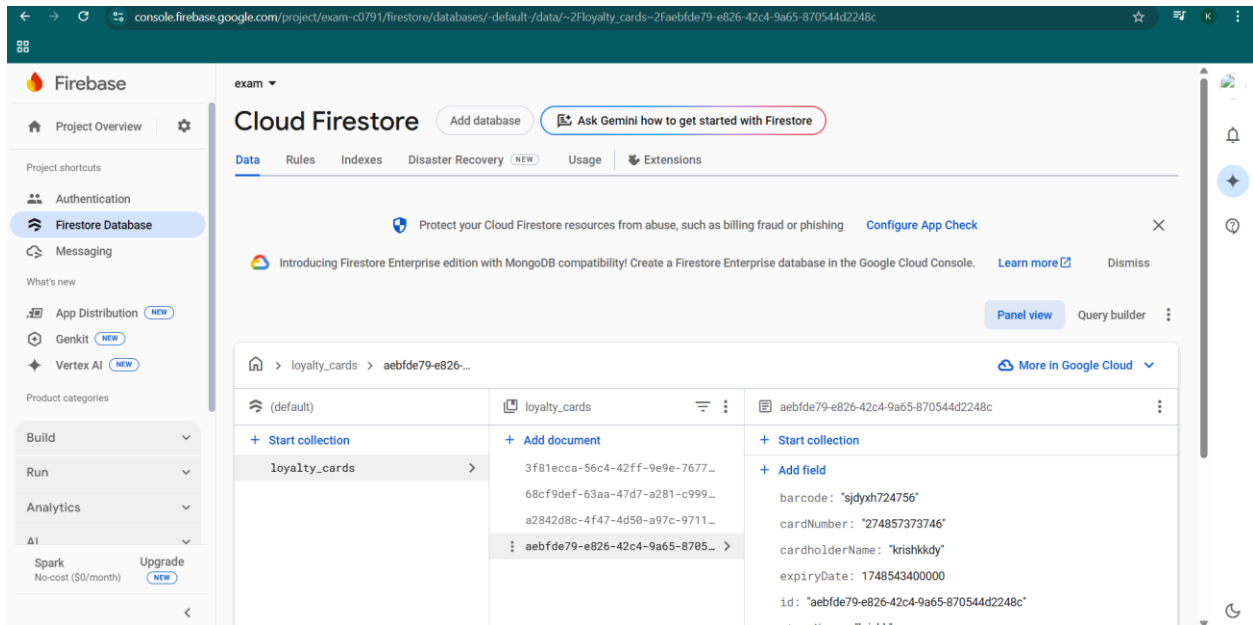 console.firebase.google.com/project/exam-c0791/firestore/databases/-default-/data/~2Floyalty_cards~2Faebfde79-e826-42c4-9a65-870544d2248c
K
Firebase
Project Overview
Project shortcuts
Authentication
Firestore Database
Messaging
What's new
App Distribution NEW
Genkit NEW
Vertex AI NEW
Product categories
Build
Run
Analytics
AI
Spark
No-cost ($0/month)
Upgrade
NEW
exam
Cloud Firestore
Add database
Ask Gemini how to get started with Firestore
Data Rules Indexes Disaster Recovery NEW Usage Extensions
Protect your Cloud Firestore resources from abuse, such as billing fraud or phishing Configure App Check
Introducing Firestore Enterprise edition with MongoDB compatibility! Create a Firestore Enterprise database in the Google Cloud Console. Learn more Dismiss
Panel view Query builder
> loyalty_cards > aebfde79-e826-...
More in Google Cloud
(default)
+ Start collection
loyalty_cards
loyalty_cards
+ Add document
3f81ecca-56c4-42ff-9e9e-7677…
68cf9def-63aa-47d7-a281-c999…
a2842d8c-4f47-4d50-a97c-9711…
aebfde79-e826-42c4-9a65-8705…
aebfde79-e826-42c4-9a65-870544d2248c
+ Start collection
+ Add field
barcode: "sjdyxh724756"
cardNumber: "274857373746"
cardholderName: "krishkkdy"
expiryDate: 1748543400000
id: "aebfde79-e826-42c4-9a65-870544d2248c"